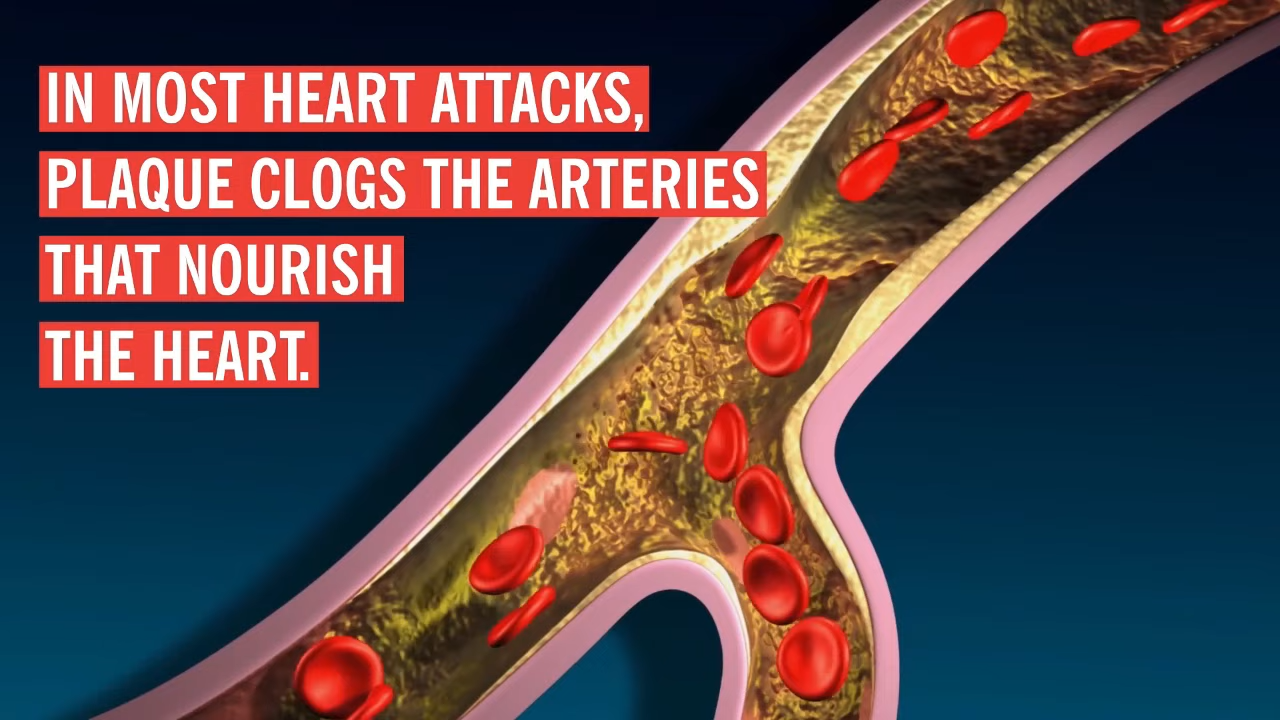 IN MOST HEART ATTACKS,
PLAQUE CLOGS THE ARTERIES
THAT NOURISH
THE HEART.